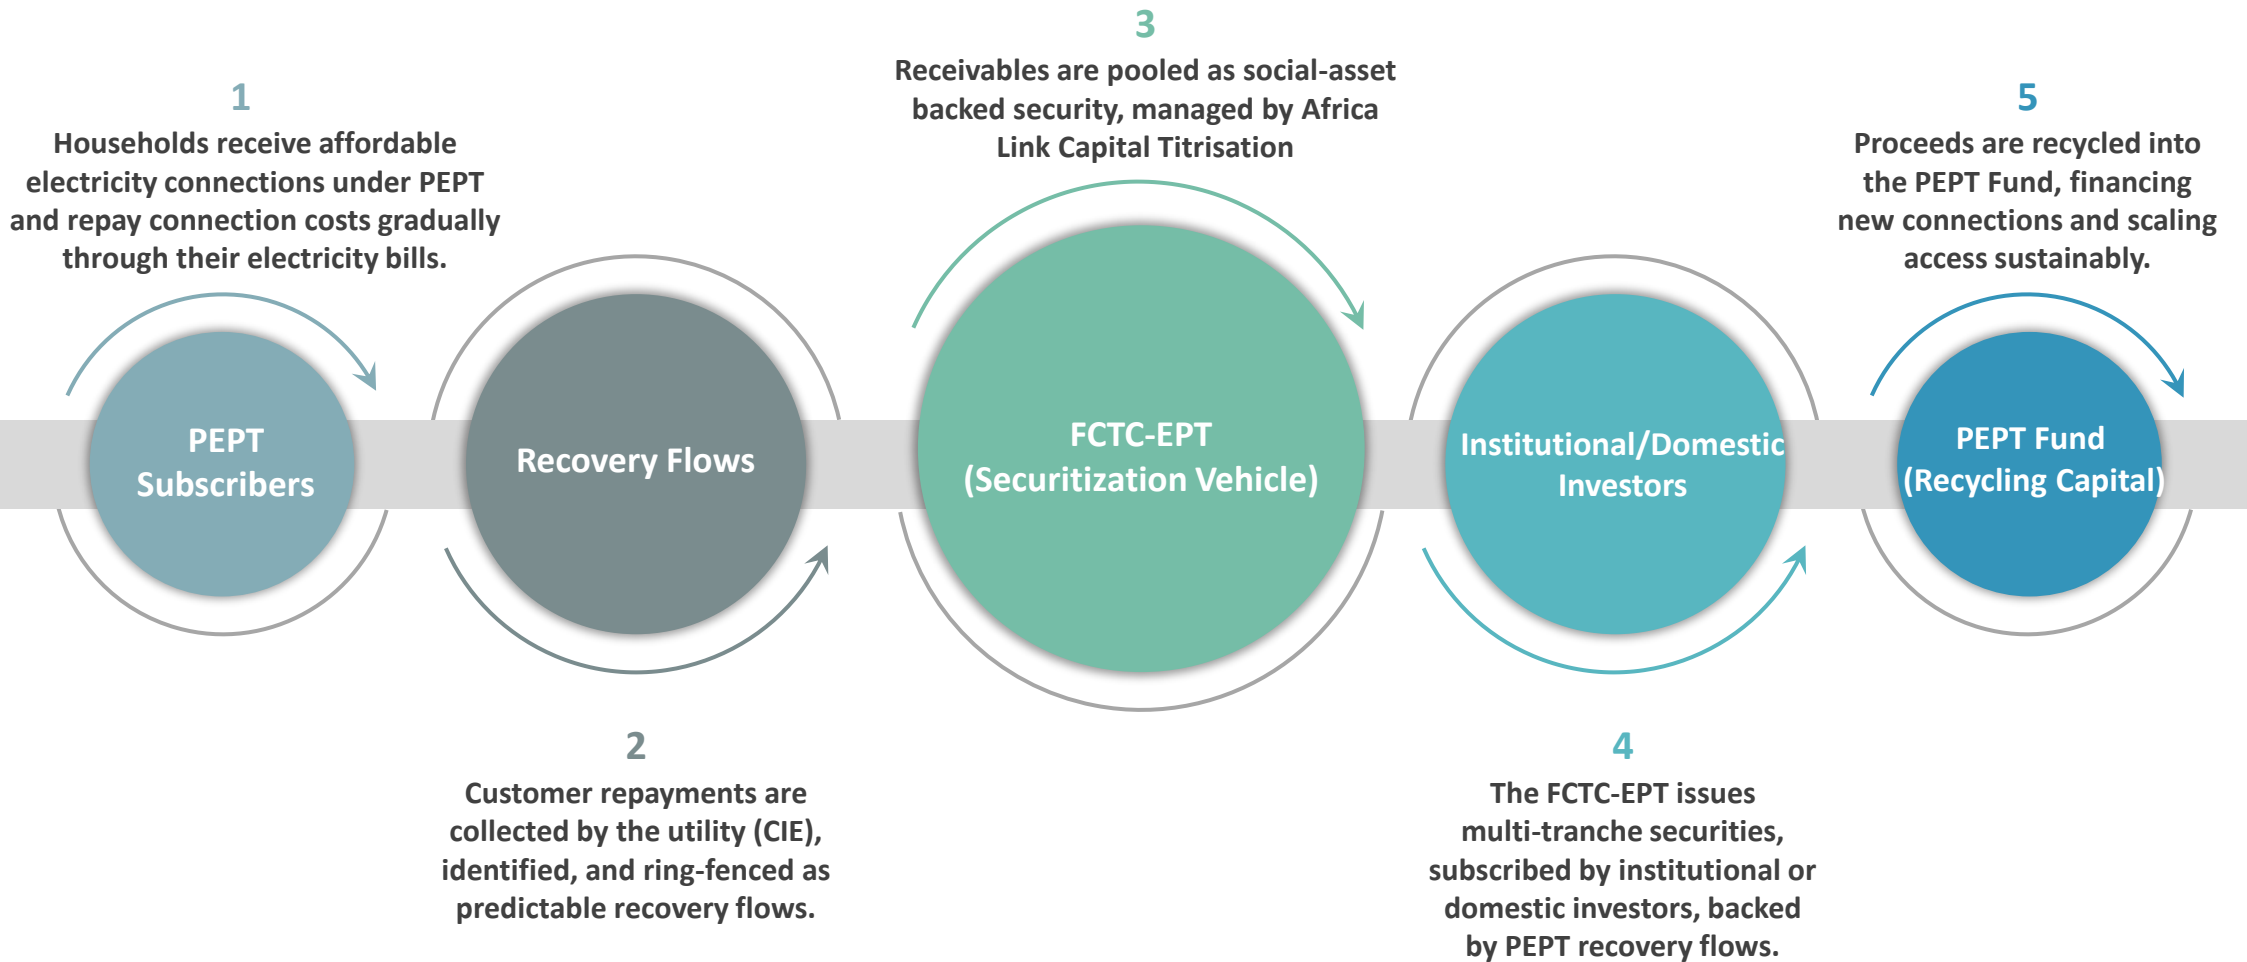 1
Households receive affordable
electricity connections under PEPT
and repay connection costs gradually
through their electricity bills.
PEPT
Subscribers
Recovery Flows
2
Customer repayments are
collected by the utility (CIE),
identified, and ring-fenced as
predictable recovery flows.
3
Receivables are pooled as social-asset
backed security, managed by Africa
Link Capital Titrisation
FCTC-EPT
(Securitization Vehicle)
Institutional/Domestic
Investors
4
The FCTC-EPT issues
multi-tranche securities,
subscribed by institutional or
domestic investors, backed
by PEPT recovery flows.
5
Proceeds are recycled into
the PEPT Fund, financing
new connections and scaling
access sustainably.
PEPT Fund
(Recycling Capital)